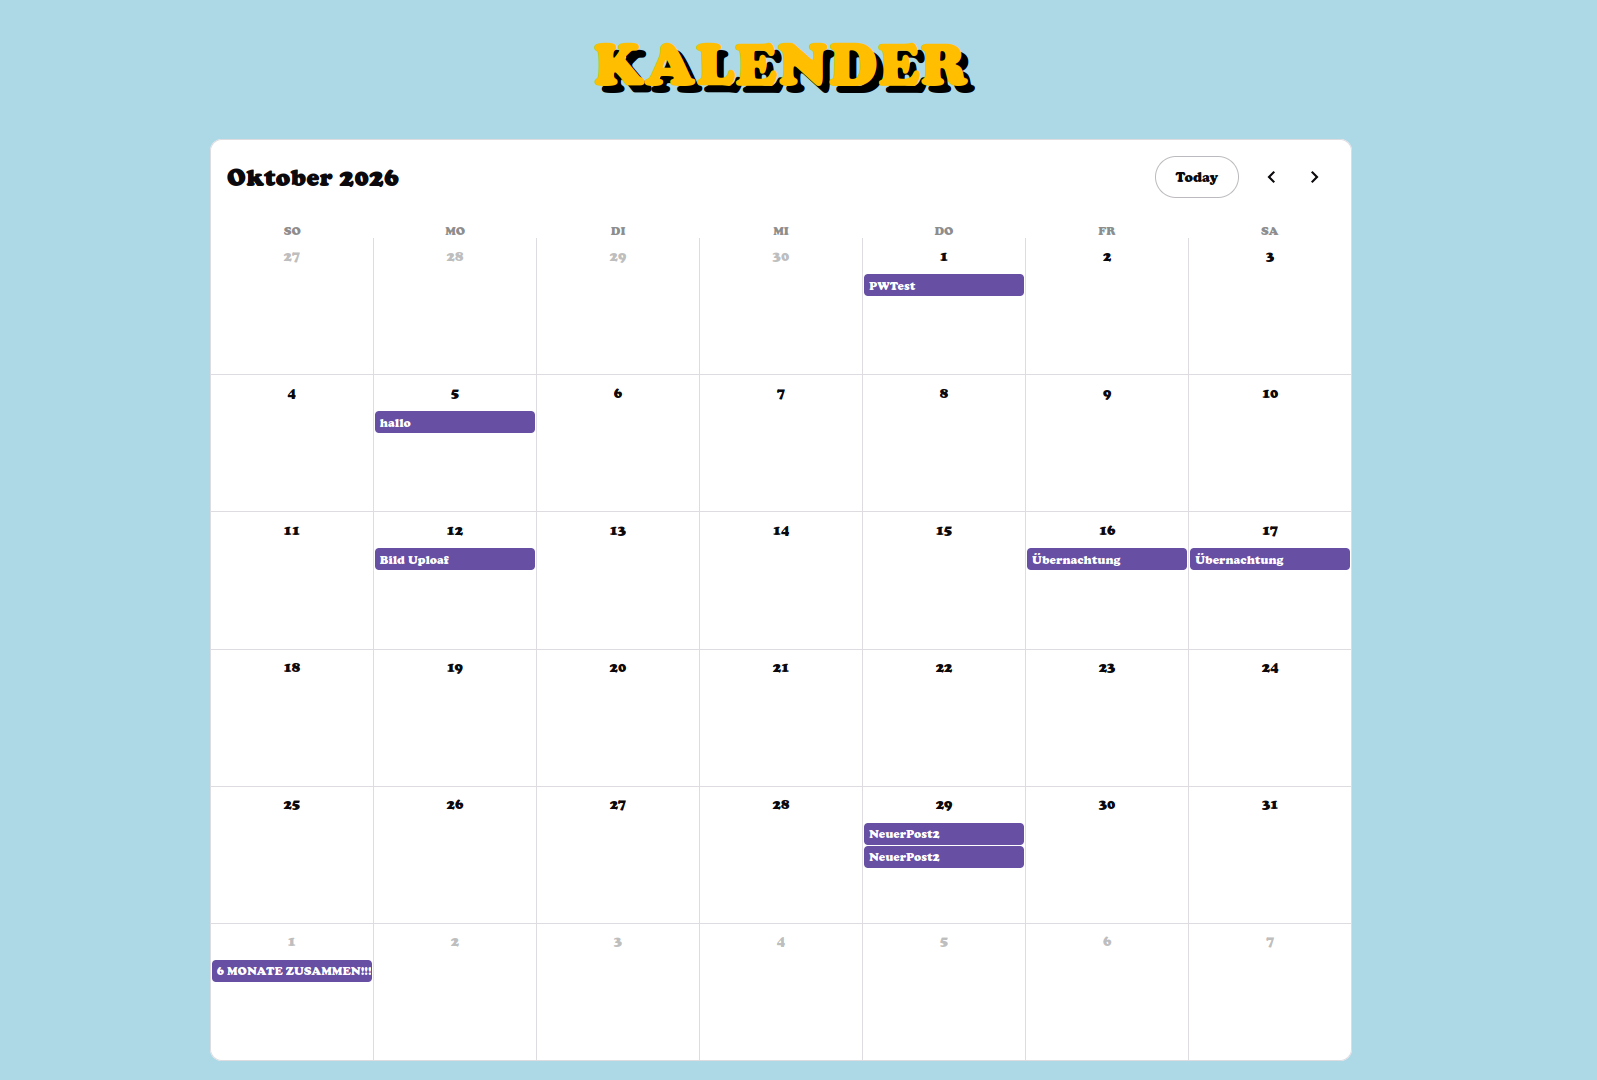 KALENDER
Oktober 2026
Today
SO MO DI MI DO FR SA
27 28 29 30 1 2 3
PWTest
4 5 6 7 8 9 10
hallo
11 12 13 14 15 16 17
Bild Uploaf Übernachtung Übernachtung
18 19 20 21 22 23 24
25 26 27 28 29 30 31
NeuerPost2
NeuerPost2
1 2 3 4 5 6 7
6 MONATE ZUSAMMEN!!!